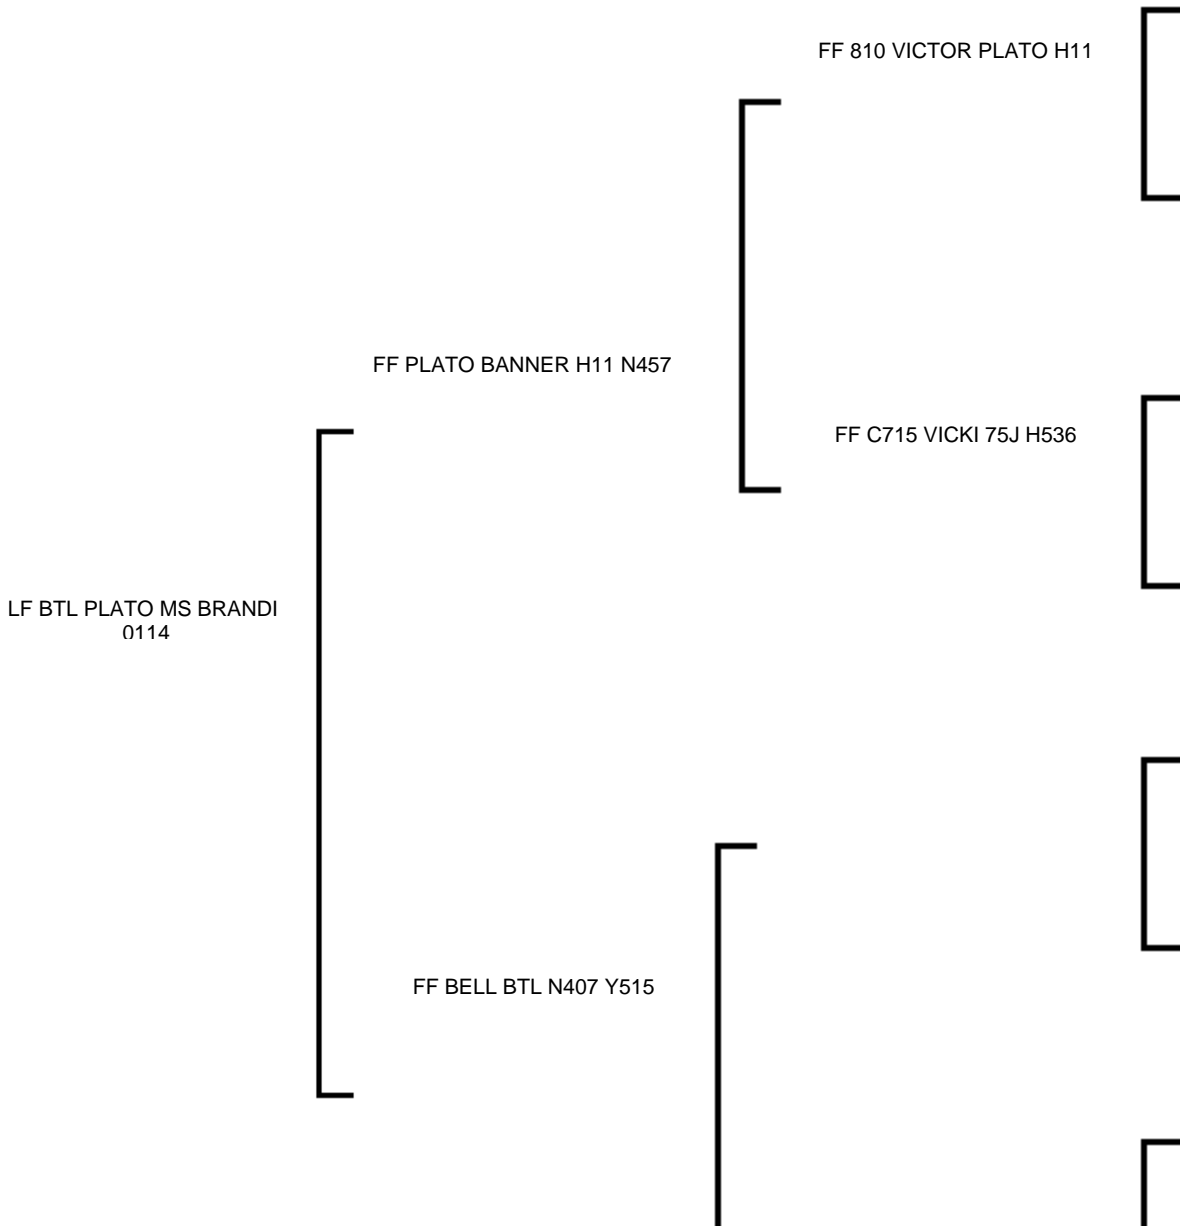 FF 810 VICTOR PLATO H11
FF PLATO BANNER H11 N457
FF C715 VICKI 75J H536
LF BTL PLATO MS BRANDI
0114
FF BELL BTL N407 Y515